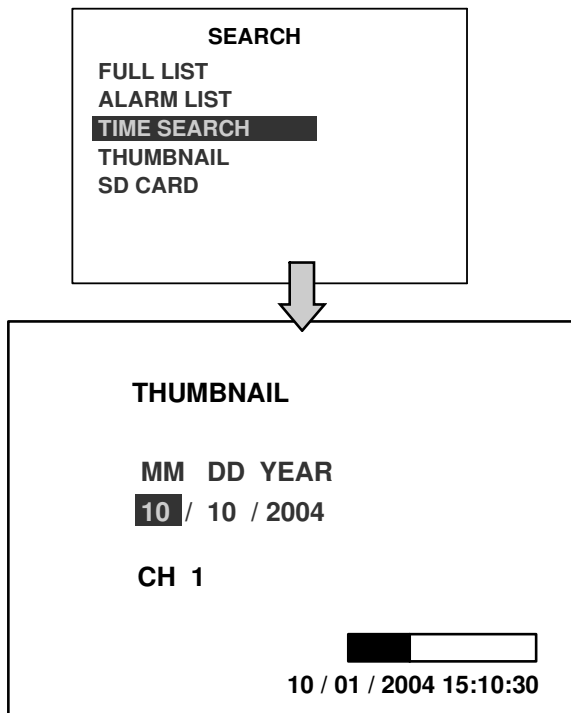 SEARCH
FULL LIST
ALARM LIST
TIME SEARCH
THUMBNAIL
SD CARD
THUMBNAIL
MM DD YEAR
10 / 10 / 2004
CH 1
10 / 01 / 2004 15:10:30